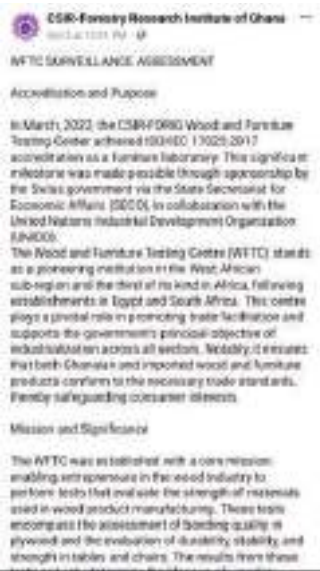 CSIR-Forestry Research Institute of Ghana
WFTC SURVEILLANCE ASSESSMENT
Accreditation and Purpose
In March, 2022, the CSIR-FORIG Wood and Furniture
Testing Center achieved ISO/IEC 17025:2017
accreditation as a furniture laboratory. This significant
milestone was made possible through sponsorship by
the Swiss government via the State Secretariat for
Economic Affairs (SECO), in collaboration with the
United Nations Industrial Development Organization
(UNIDO).
The Wood and Furniture Testing Centre (WFTC) stands
as a pioneering institution in the West African
sub-region and the third of its kind in Africa, following
establishments in Egypt and South Africa. This centre
plays a pivotal role in promoting trade facilitation and
supports the government's principal objective of
industrialization across all sectors. Notably, it ensures
that both Ghanaian and imported wood and furniture
products conform to the necessary trade standards,
thereby safeguarding consumer interests.
Mission and Significance
The WFTC was established with a core mission:
enabling entrepreneurs in the wood industry to
perform tests that evaluate the strength of materials
used in wood product manufacturing. These tests
encompass the assessment of bonding quality in
plywood and the evaluation of durability, stability, and
strength in tables and chairs. The results from these